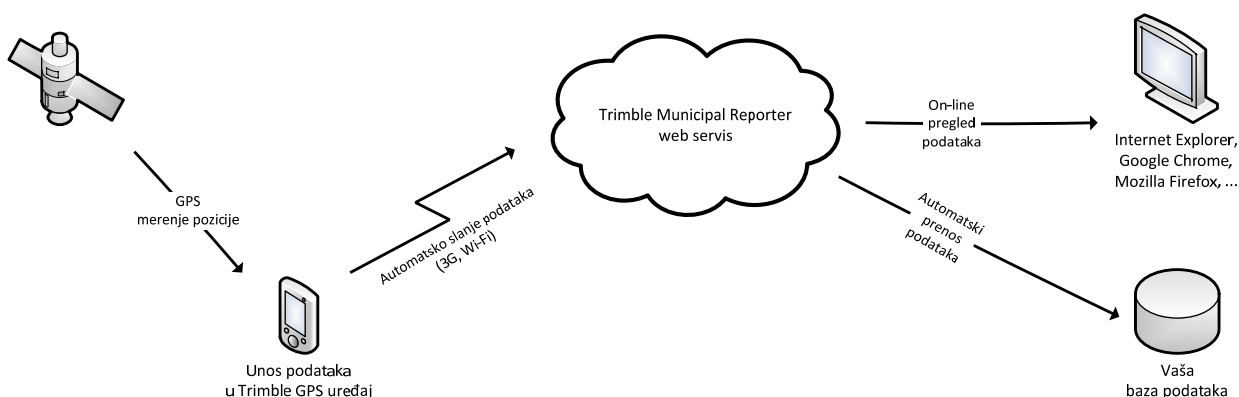 Trimble Municipal Reporter
web servis
On-line
pregled
podataka
Internet Explorer,
Google Chrome,
Mozilla Firefox, ...
GPS
merenje pozicije
Automatsko slanje podataka
(3G, Wi-Fi)
Automatski
prenos
podataka
Unos podataka
u Trimble GPS uređaj
Vaša
baza podataka